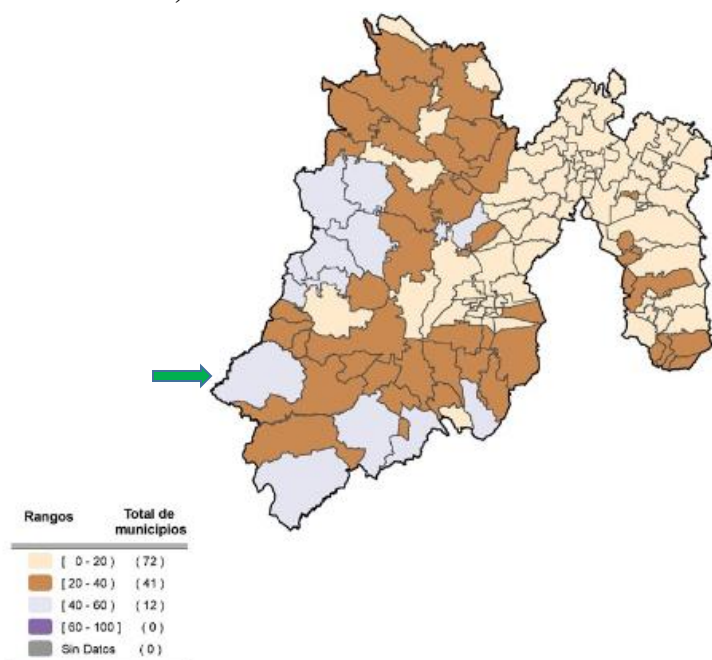 Rangos Total de municipios
[ 0 - 20 ) ( 72 )
[ 20 - 40 ) ( 41 )
[ 40 - 60 ) ( 12 )
[ 60 - 100 ] ( 0 )
Sin Datos ( 0 )